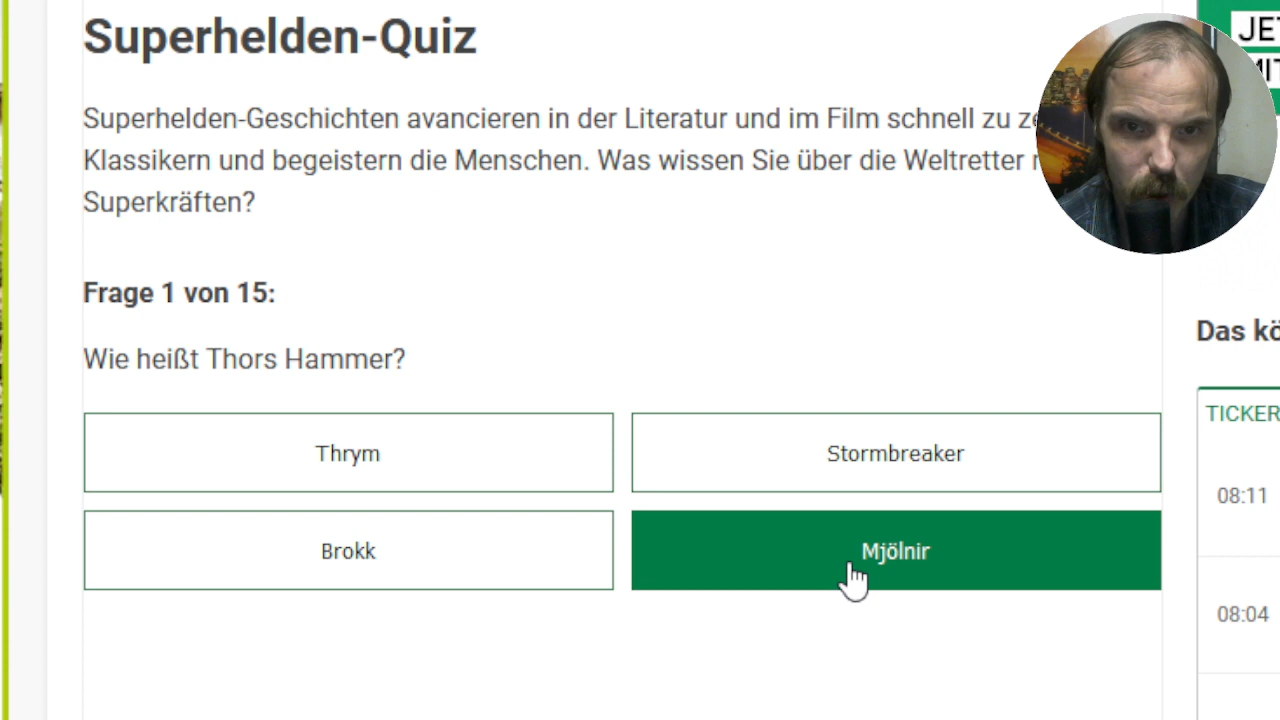 Superhelden-Quiz
JET
MIT
Superhelden-Geschichten avancieren in der Literatur und im Film schnell zu
Klassikern und begeistern die Menschen. Was wissen Sie über die Weltretter
Superkräften?
Frage 1 von 15:
Das kö
Wie heißt Thors Hammer?
TICKER
Thrym
Stormbreaker
08:11
Brokk
Mjölnir
08:04